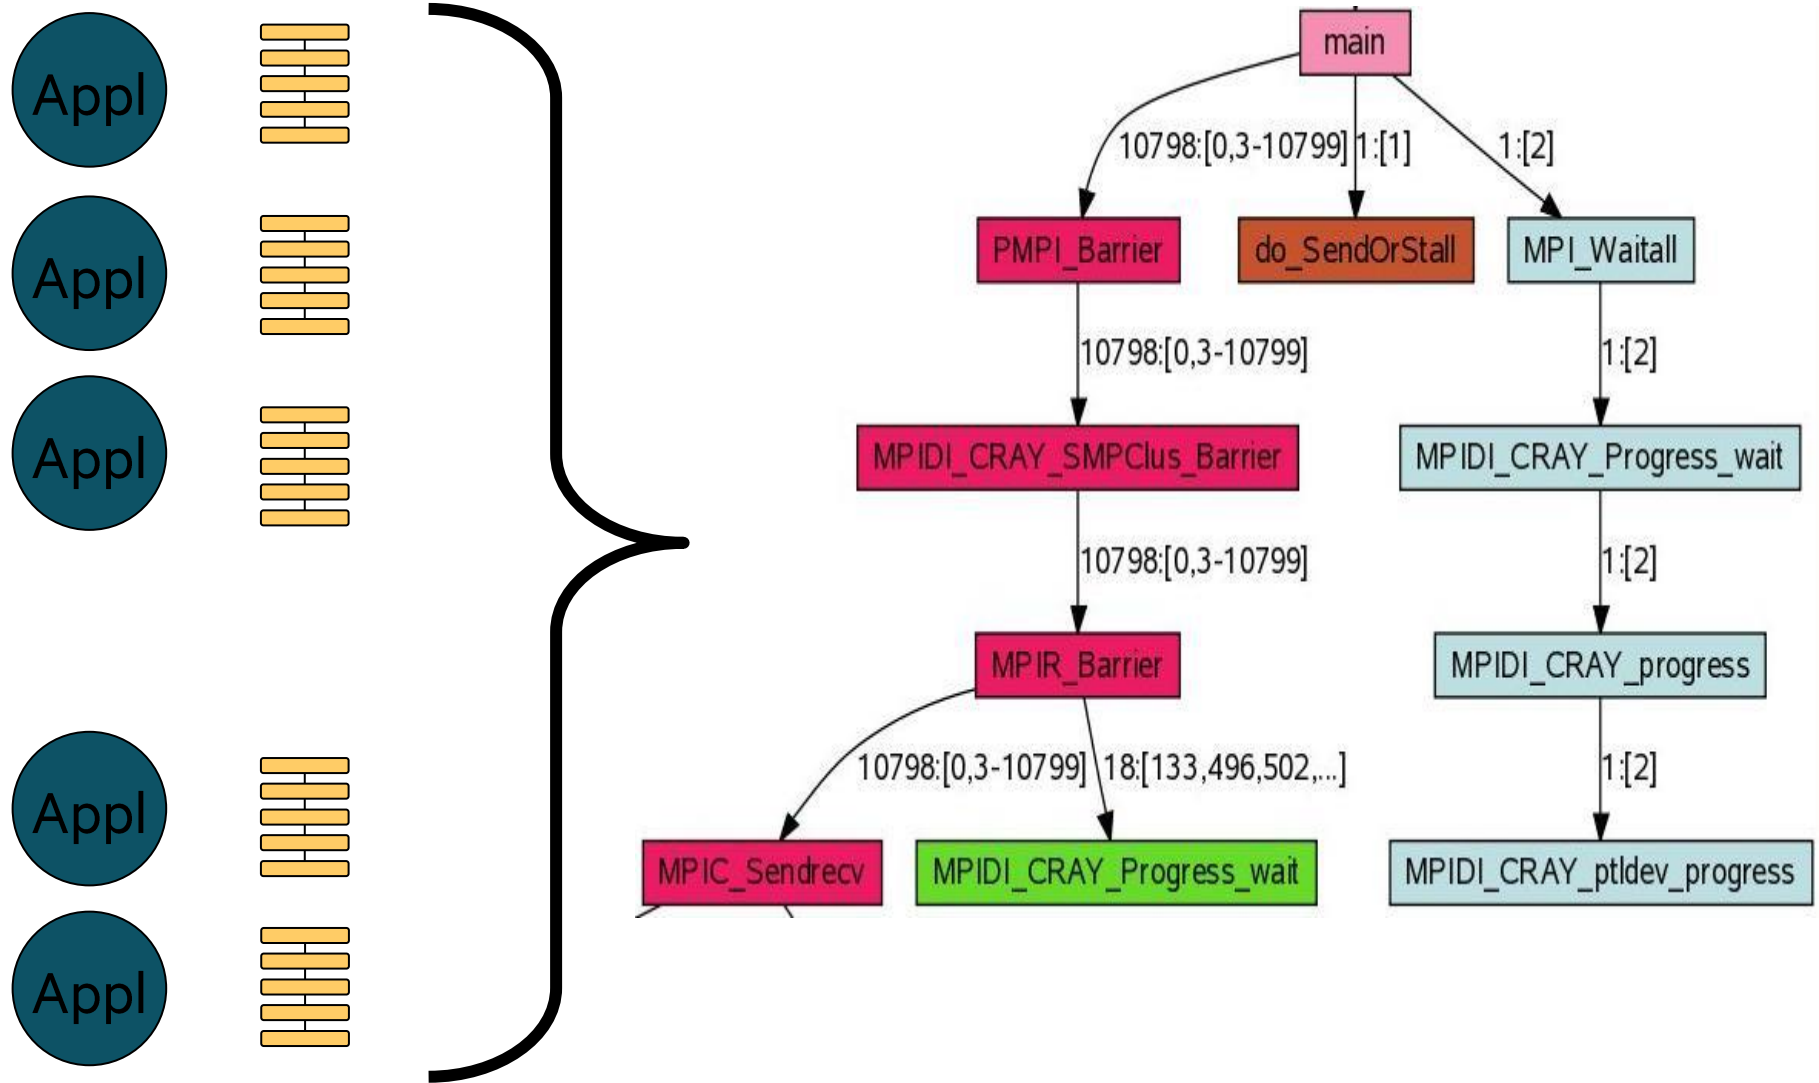 Appl
Appl
Appl
Appl
Appl
main
10798:[0,3-10799]
1:[1]
1:[2]
PMPI_Barrier
do_SendOrStall
MPI_Waitall
10798:[0,3-10799]
1:[2]
MPIDI_CRAY_SMPClus_Barrier
MPIDI_CRAY_Progress_wait
10798:[0,3-10799]
1:[2]
MPIR_Barrier
MPIDI_CRAY_progress
10798:[0,3-10799]
18:[133,496,502,...]
1:[2]
MPIC_Sendrecv
MPIDI_CRAY_Progress_wait
MPIDI_CRAY_ptldev_progress